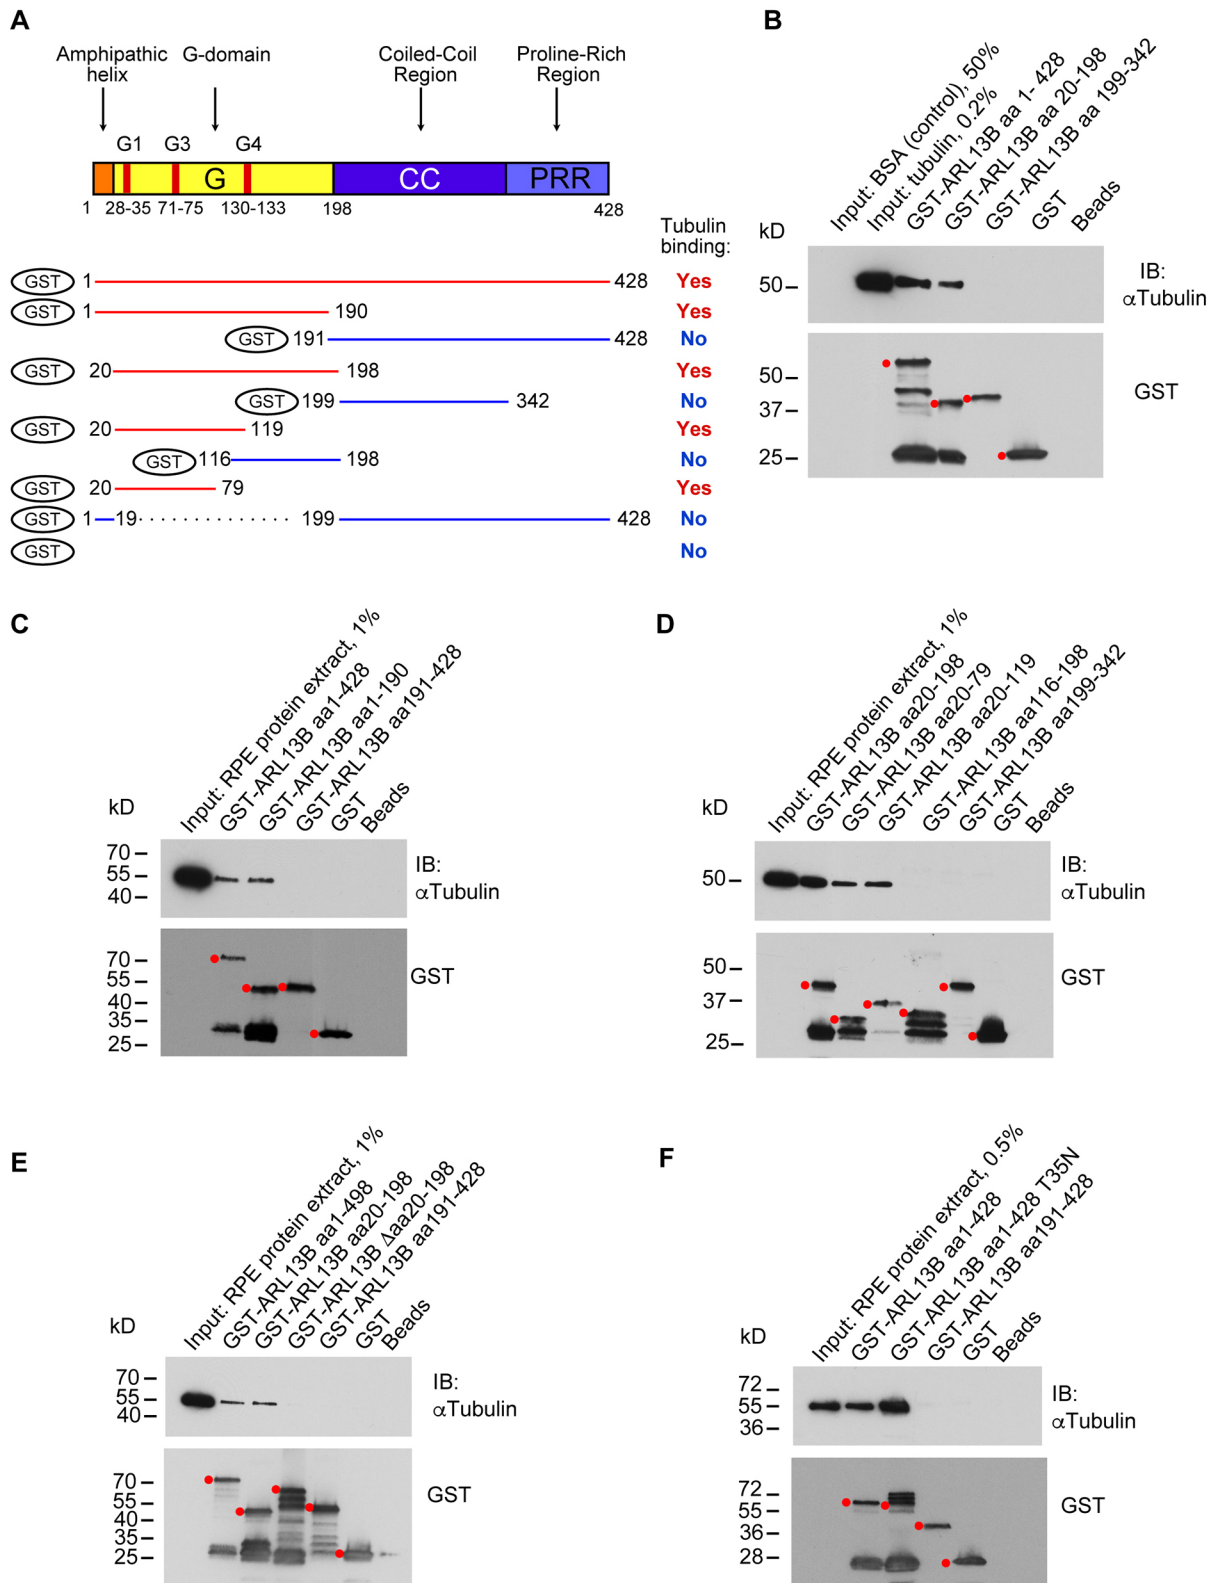 A
Amphipathic helix
G-domain
Coiled-Coil Region
Proline-Rich Region
G1 G3 G4
G CC PRR
1 28-35 71-75 130-133 198 428
Tubulin binding:
GST 1 428 Yes
GST 1 190 Yes
GST 191 428 No
GST 20 198 Yes
GST 199 342 No
GST 20 119 Yes
GST 116 198 No
GST 20 79 Yes
GST 1 19 199 428 No
GST No
B
Input: BSA (control), 50%
Input: tubulin, 0.2%
GST-ARL13B aa 1- 428
GST-ARL13B aa 20-198
GST-ARL13B aa 199-342
GST
Beads
kD
50
IB: αTubulin
50
37
25
GST
C
Input: RPE protein extract, 1%
GST-ARL13B aa1-428
GST-ARL13B aa1-190
GST-ARL13B aa191-428
GST
Beads
kD
70
55
40
IB: αTubulin
70
55
40
35
25
GST
D
Input: RPE protein extract, 1%
GST-ARL13B aa20-198
GST-ARL13B aa20-79
GST-ARL13B aa20-119
GST-ARL13B aa116-198
GST-ARL13B aa199-342
GST
Beads
kD
50
IB: αTubulin
50
37
25
GST
E
Input: RPE protein extract, 1%
GST-ARL13B aa1-498
GST-ARL13B aa20-198
GST-ARL13B Δaa20-198
GST-ARL13B aa191-428
GST
Beads
kD
70
55
40
IB: αTubulin
70
55
40
35
25
GST
F
Input: RPE protein extract, 0.5%
GST-ARL13B aa1-428
GST-ARL13B aa1-428 T35N
GST-ARL13B aa191-428
GST
Beads
kD
72
55
36
IB: αTubulin
72
55
36
28
GST